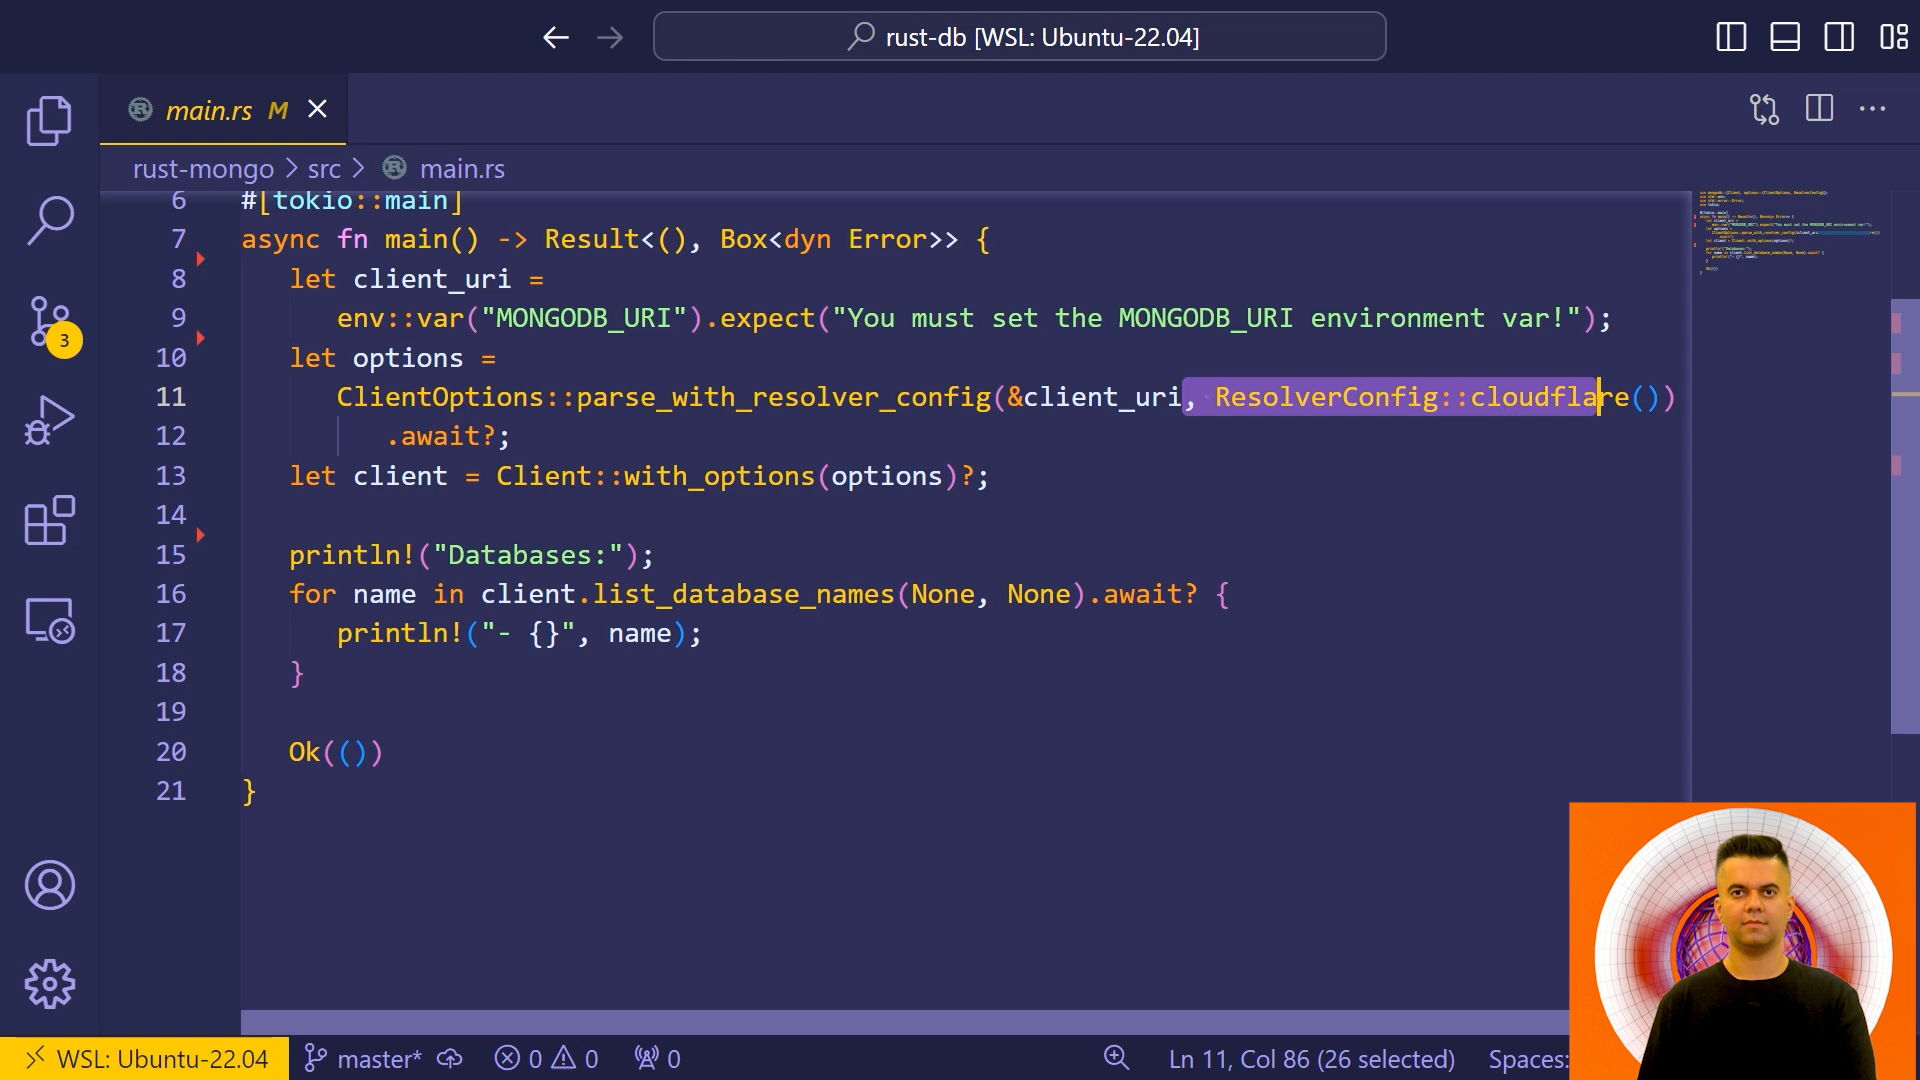 rust-db [WSL: Ubuntu-22.04]
main.rs M
rust-mongo > src > main.rs
6 #[tokio::main]
7 async fn main() -> Result<(), Box<dyn Error>> {
8 let client_uri =
9 env::var("MONGODB_URI").expect("You must set the MONGODB_URI environment var!");
10 let options =
11 ClientOptions::parse_with_resolver_config(&client_uri, ResolverConfig::cloudflare())
12 .await?;
13 let client = Client::with_options(options)?;
14
15 println!("Databases:");
16 for name in client.list_database_names(None, None).await? {
17 println!("- {}", name);
18 }
19
20 Ok(())
21 }
3
WSL: Ubuntu-22.04 master* 0 0 0 Ln 11, Col 86 (26 selected) Spaces: